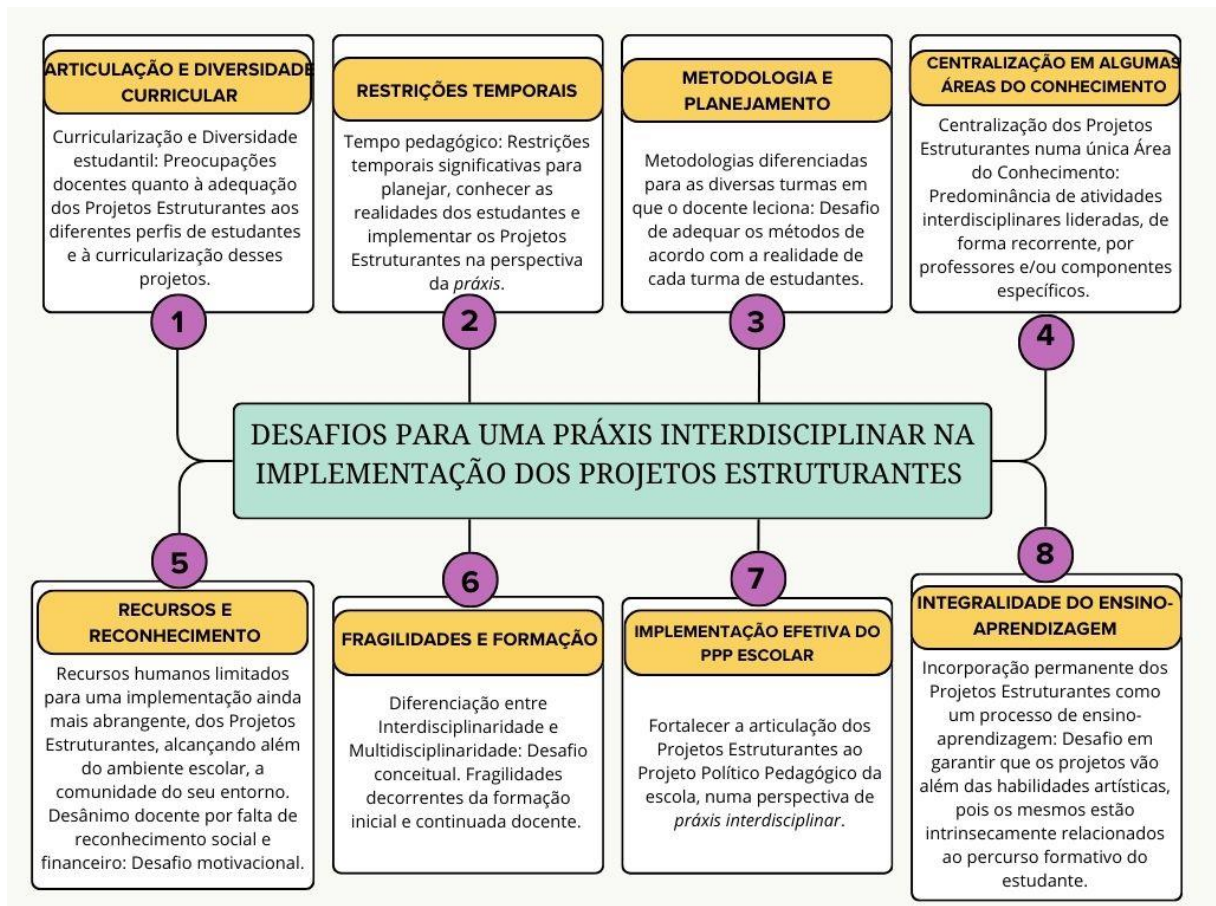 ARTICULAÇÃO E DIVERSIDADE
CURRICULAR
Curricularização e Diversidade
estudantil: Preocupações
docentes quanto à adequação
dos Projetos Estruturantes aos
diferentes perfis de estudantes
e à curricularização desses
projetos.
1
RESTRIÇÕES TEMPORAIS
Tempo pedagógico: Restrições
temporais significativas para
planejar, conhecer as
realidades dos estudantes e
implementar os Projetos
Estruturantes na perspectiva
da práxis.
2
METODOLOGIA E
PLANEJAMENTO
Metodologias diferenciadas
para as diversas turmas em
que o docente leciona: Desafio
de adequar os métodos de
acordo com a realidade de
cada turma de estudantes.
3
CENTRALIZAÇÃO EM ALGUMAS
ÁREAS DO CONHECIMENTO
Centralização dos Projetos
Estruturantes numa única Área
do Conhecimento:
Predominância de atividades
interdisciplinares lideradas, de
forma recorrente, por
professores e/ou componentes
específicos.
4
DESAFIOS PARA UMA PRÁXIS INTERDISCIPLINAR NA
IMPLEMENTAÇÃO DOS PROJETOS ESTRUTURANTES
5
RECURSOS E
RECONHECIMENTO
Recursos humanos limitados
para uma implementação ainda
mais abrangente, dos Projetos
Estruturantes, alcançando além
do ambiente escolar, a
comunidade do seu entorno.
Desânimo docente por falta de
reconhecimento social e
financeiro: Desafio motivacional.
6
FRAGILIDADES E FORMAÇÃO
Diferenciação entre
Interdisciplinaridade e
Multidisciplinaridade: Desafio
conceitual. Fragilidades
decorrentes da formação
inicial e continuada docente.
7
IMPLEMENTAÇÃO EFETIVA DO
PPP ESCOLAR
Fortalecer a articulação dos
Projetos Estruturantes ao
Projeto Político Pedagógico da
escola, numa perspectiva de
práxis interdisciplinar.
8
INTEGRALIDADE DO ENSINO-
APRENDIZAGEM
Incorporação permanente dos
Projetos Estruturantes como
um processo de ensino-
aprendizagem: Desafio em
garantir que os projetos vão
além das habilidades artísticas,
pois os mesmos estão
intrinsecamente relacionados
ao percurso formativo do
estudante.